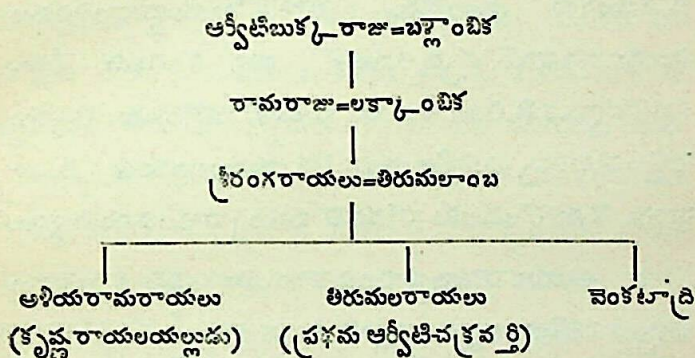 ఆర్వీటిబుక్కరాజు=బళ్లాంబిక
రామరాజు=లక్కాంబిక
శ్రీరంగరాయలు=తిరుమలాంబ
అళియరామరాయలు తిరుమలరాయలు వెంకటాద్రి
(కృష్ణరాయలయల్లుడు) (ప్రథమ ఆర్వీటిచక్రవర్తి)